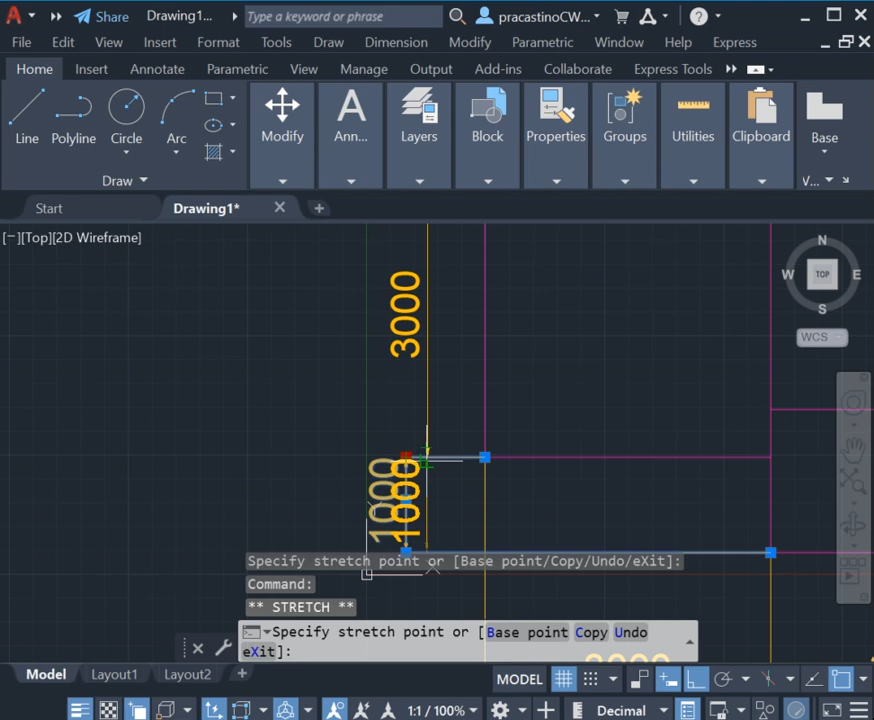 Share
Drawing1...
Type a keyword or phrase
pracastinoCW...
File Edit View Insert Format Tools Draw Dimension Modify Parametric Window Help Express
Home Insert Annotate Parametric View Manage Output Add-ins Collaborate Express Tools
Line Polyline Circle Arc Modify Ann... Layers Block Properties Groups Utilities Clipboard Base
Draw V...
Start Drawing1*
[−][Top][2D Wireframe]
N
W TOP E
S
WCS
3000
1000 1000
Specify stretch point or [Base point/Copy/Undo/eXit]:
Command:
** STRETCH **
Specify stretch point or [Base point Copy Undo
eXit]:
Model Layout1 Layout2
MODEL
1:1 / 100% Decimal